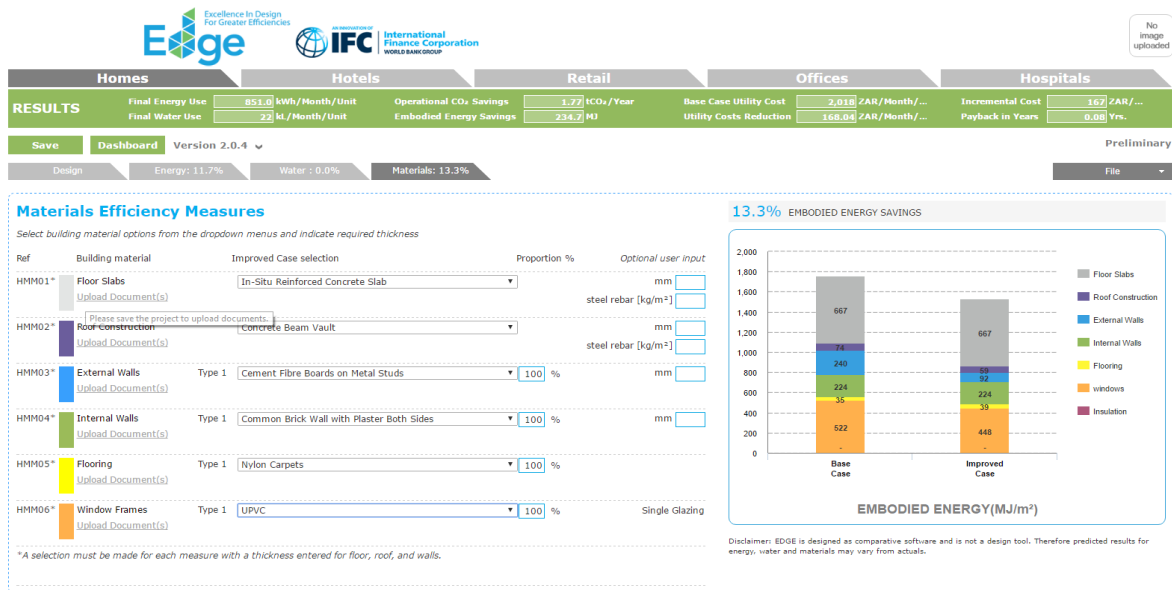 Excellence In Design
For Greater Efficiencies
Edge
AN INNOVATION OF
IFC
International
Finance Corporation
WORLD BANK GROUP
No
image
uploaded
Homes Hotels Retail Offices Hospitals
RESULTS
Final Energy Use 851.0 kWh/Month/Unit Operational CO₂ Savings 1.77 tCO₂/Year Base Case Utility Cost 2,018 ZAR/Month/... Incremental Cost 167 ZAR/...
Final Water Use 22 kL/Month/Unit Embodied Energy Savings 234.7 MJ Utility Costs Reduction 168.04 ZAR/Month/... Payback in Years 0.08 Yrs.
Save Dashboard Version 2.0.4 Preliminary
Design Energy: 11.7% Water : 0.0% Materials: 13.3% File
Materials Efficiency Measures
Select building material options from the dropdown menus and indicate required thickness
Ref Building material Improved Case selection Proportion % Optional user input
HMM01* Floor Slabs In-Situ Reinforced Concrete Slab mm
Upload Document(s) steel rebar [kg/m²]
Please save the project to upload documents.
HMM02* Roof Construction Concrete Beam Vault mm
Upload Document(s) steel rebar [kg/m²]
HMM03* External Walls Type 1 Cement Fibre Boards on Metal Studs 100 % mm
Upload Document(s)
HMM04* Internal Walls Type 1 Common Brick Wall with Plaster Both Sides 100 % mm
Upload Document(s)
HMM05* Flooring Type 1 Nylon Carpets 100 %
Upload Document(s)
HMM06* Window Frames Type 1 UPVC 100 % Single Glazing
Upload Document(s)
*A selection must be made for each measure with a thickness entered for floor, roof, and walls.
13.3% EMBODIED ENERGY SAVINGS
2,000
1,800
1,600
1,400
1,200
1,000
800
600
400
200
0
667
74
240
224
35
522
-
667
59
92
224
39
448
-
Base
Case
Improved
Case
Floor Slabs
Roof Construction
External Walls
Internal Walls
Flooring
windows
Insulation
EMBODIED ENERGY(MJ/m²)
Disclaimer: EDGE is designed as comparative software and is not a design tool. Therefore predicted results for
energy, water and materials may vary from actuals.